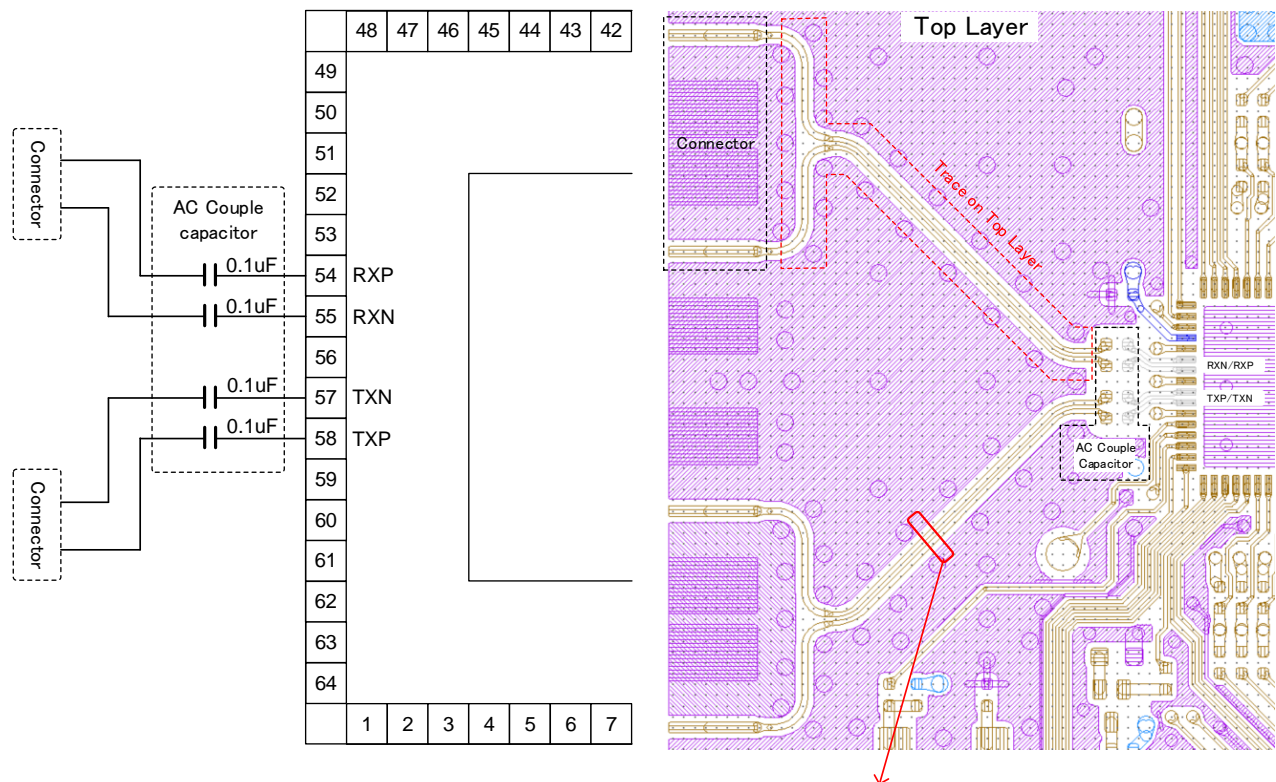 48 47 46 45 44 43 42
49
50
51
52
53
54 RXP
55 RXN
56
57 TXN
58 TXP
59
60
61
62
63
64
1 2 3 4 5 6 7
Connector
Connector
AC Couple
capacitor
0.1uF
0.1uF
0.1uF
0.1uF
Top Layer
Connector
Trace on Top Layer
RXN/RXP
TXP/TXN
AC Couple
Capacitor